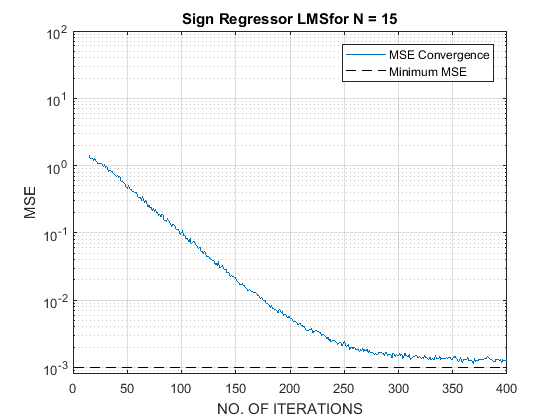 Sign Regressor LMSfor N = 15
MSE Convergence
Minimum MSE
10^2
10^1
10^0
10^-1
10^-2
10^-3
MSE
0 50 100 150 200 250 300 350 400
NO. OF ITERATIONS